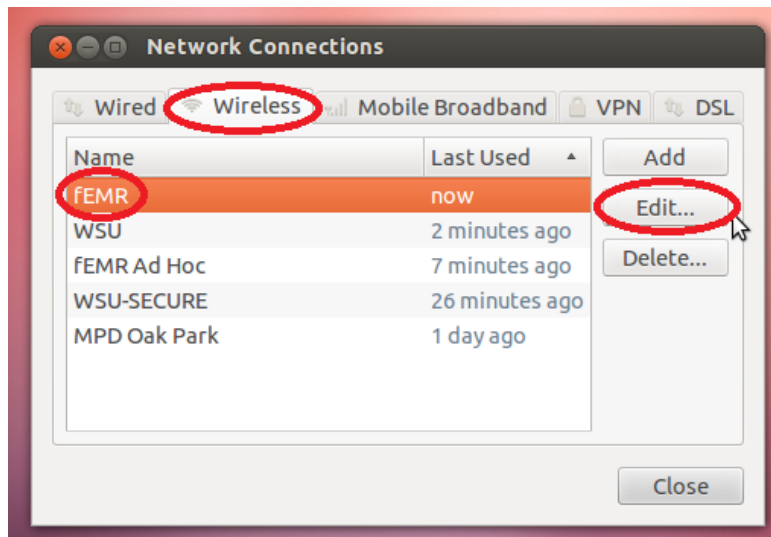 Network Connections
Wired Wireless Mobile Broadband VPN DSL
Name Last Used Add
fEMR now Edit...
WSU 2 minutes ago
fEMR Ad Hoc 7 minutes ago Delete...
WSU-SECURE 26 minutes ago
MPD Oak Park 1 day ago
Close